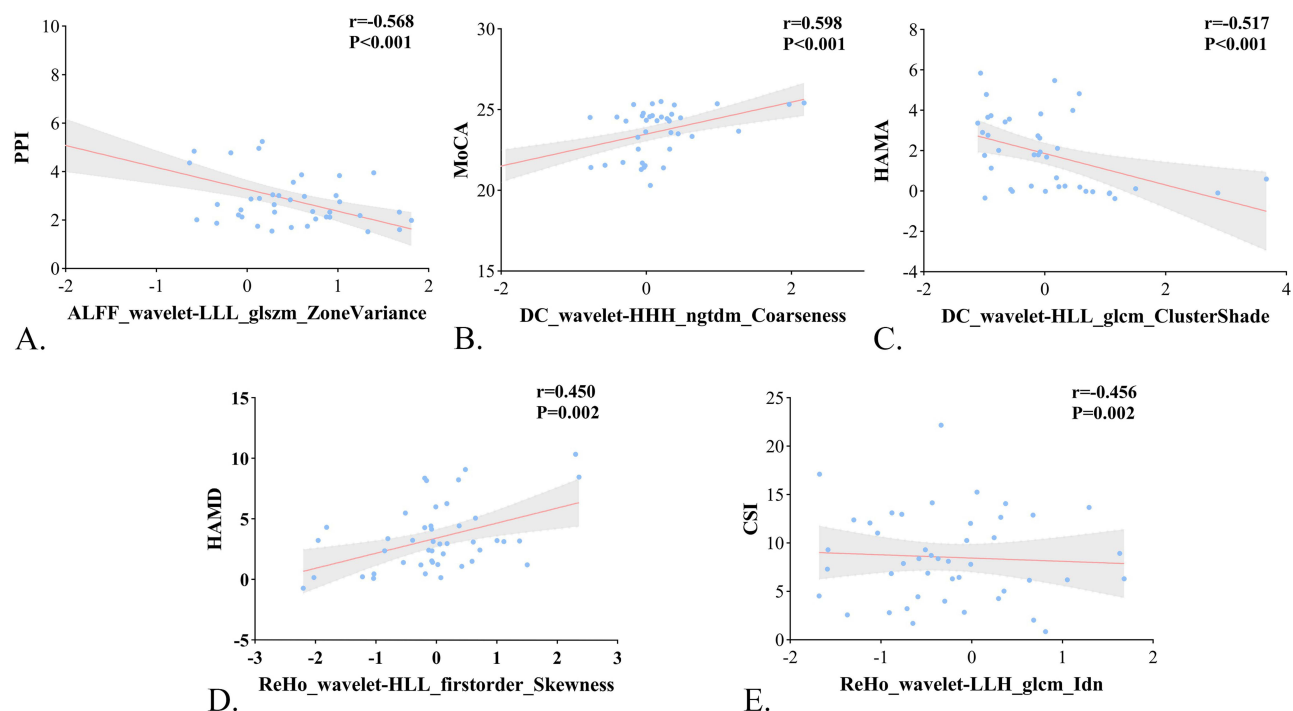 r=-0.568
P<0.001
PPI
10
8
6
4
2
0
-2
-1
0
1
2
ALFF_wavelet-LLL_glszm_ZoneVariance
A.
r=0.598
P<0.001
MoCA
30
25
20
15
-2
0
2
DC_wavelet-HHH_ngtdm_Coarseness
B.
r=-0.517
P<0.001
HAMA
8
4
0
-4
-2
0
2
4
DC_wavelet-HLL_glcm_ClusterShade
C.
r=0.450
P=0.002
HAMD
15
10
5
0
-5
-3
-2
-1
0
1
2
3
ReHo_wavelet-HLL_firstorder_Skewness
D.
r=-0.456
P=0.002
CSI
25
20
15
10
5
0
-2
-1
0
1
2
ReHo_wavelet-LLH_glcm_Idn
E.